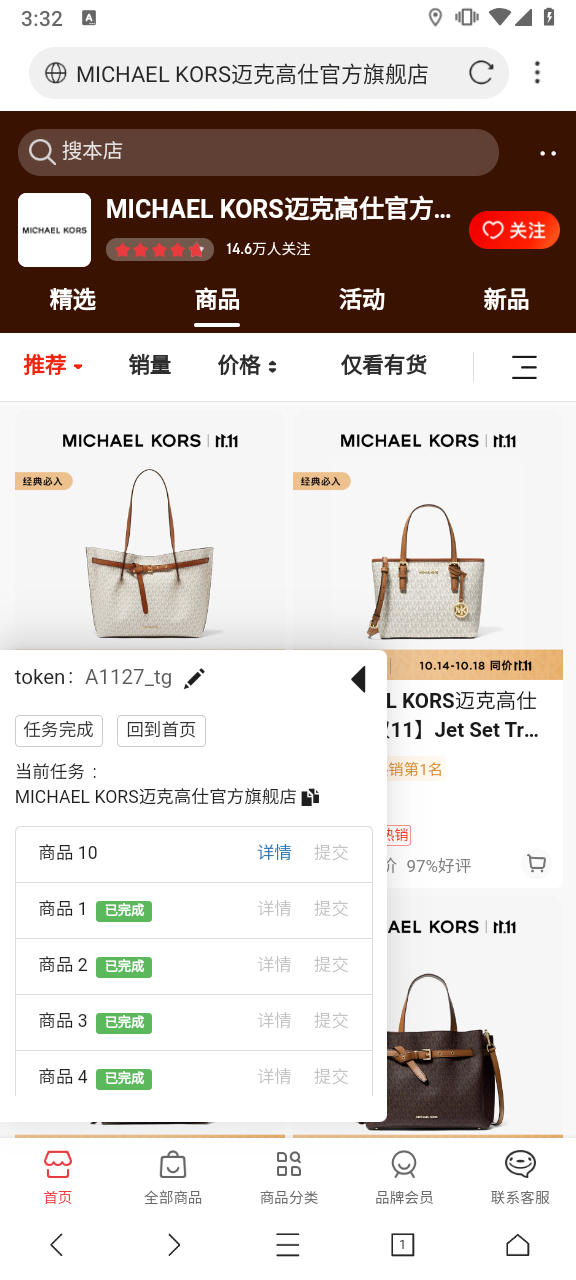 3:32
MICHAEL KORS迈克高仕官方旗舰店
搜本店
MICHAEL KORS
MICHAEL KORS迈克高仕官方…
14.6万人关注
关注
精选 商品 活动 新品
推荐 销量 价格 仅看有货
MICHAEL KORS | 11.11
MICHAEL KORS | 11.11
经典必入
经典必入
10.14-10.18 同价11.11
token： A1127_tg
L KORS迈克高仕
11】Jet Set Tr…
任务完成 回到首页
当前任务：
MICHAEL KORS迈克高仕官方旗舰店
销第1名
商品 10 详情 提交
热销
97%好评
商品 1 已完成 详情 提交
AEL KORS | 11.11
商品 2 已完成 详情 提交
商品 3 已完成 详情 提交
商品 4 已完成 详情 提交
首页 全部商品 商品分类 品牌会员 联系客服
1